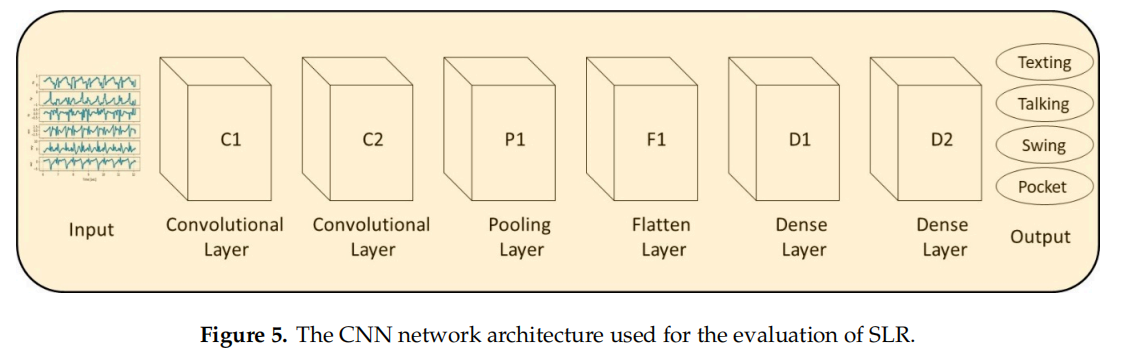 C1
C2
P1
F1
D1
D2
Texting
Talking
Swing
Pocket
Input
Convolutional
Layer
Convolutional
Layer
Pooling
Layer
Flatten
Layer
Dense
Layer
Dense
Layer
Output
Figure 5. The CNN network architecture used for the evaluation of SLR.